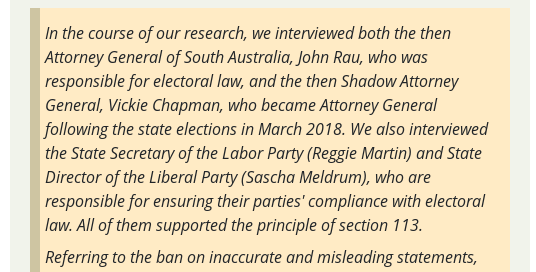 In the course of our research, we interviewed both the then
Attorney General of South Australia, John Rau, who was
responsible for electoral law, and the then Shadow Attorney
General, Vickie Chapman, who became Attorney General
following the state elections in March 2018. We also interviewed
the State Secretary of the Labor Party (Reggie Martin) and State
Director of the Liberal Party (Sascha Meldrum), who are
responsible for ensuring their parties' compliance with electoral
law. All of them supported the principle of section 113.
Referring to the ban on inaccurate and misleading statements,